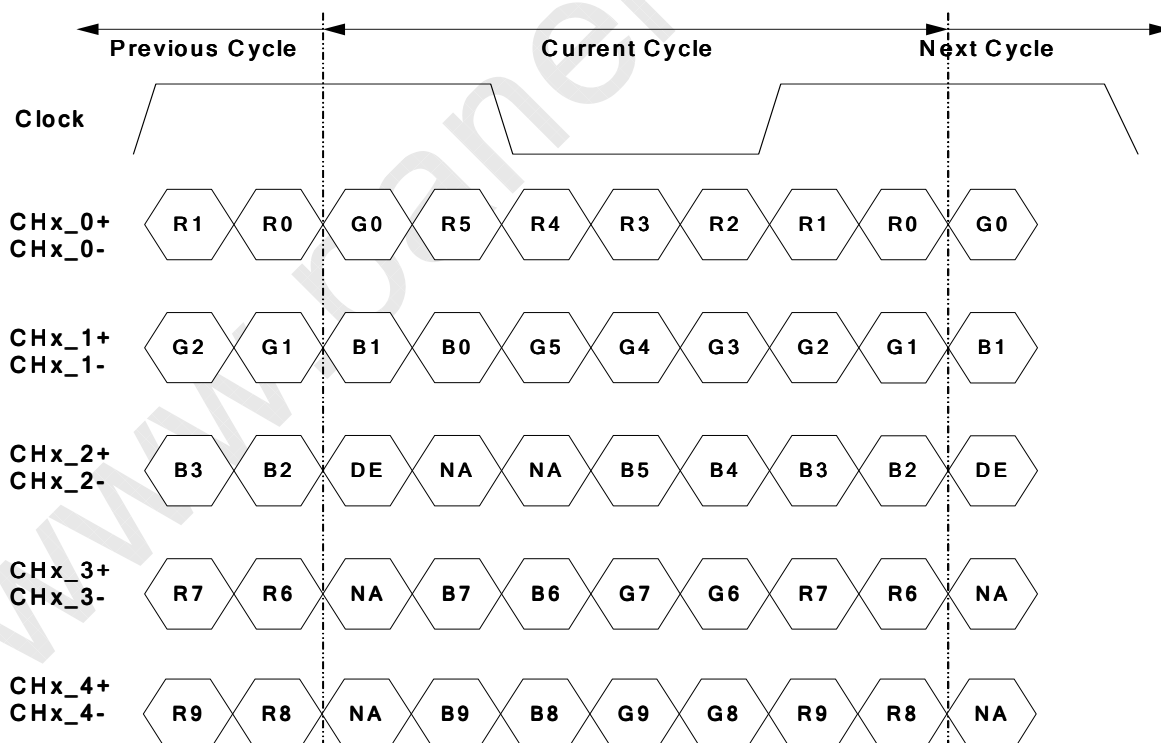 Previous Cycle Current Cycle Next Cycle
Clock
CHx_0+ R1 R0 G0 R5 R4 R3 R2 R1 R0 G0
CHx_0-
CHx_1+ G2 G1 B1 B0 G5 G4 G3 G2 G1 B1
CHx_1-
CHx_2+ B3 B2 DE NA NA B5 B4 B3 B2 DE
CHx_2-
CHx_3+ R7 R6 NA B7 B6 G7 G6 R7 R6 NA
CHx_3-
CHx_4+ R9 R8 NA B9 B8 G9 G8 R9 R8 NA
CHx_4-
www.panel